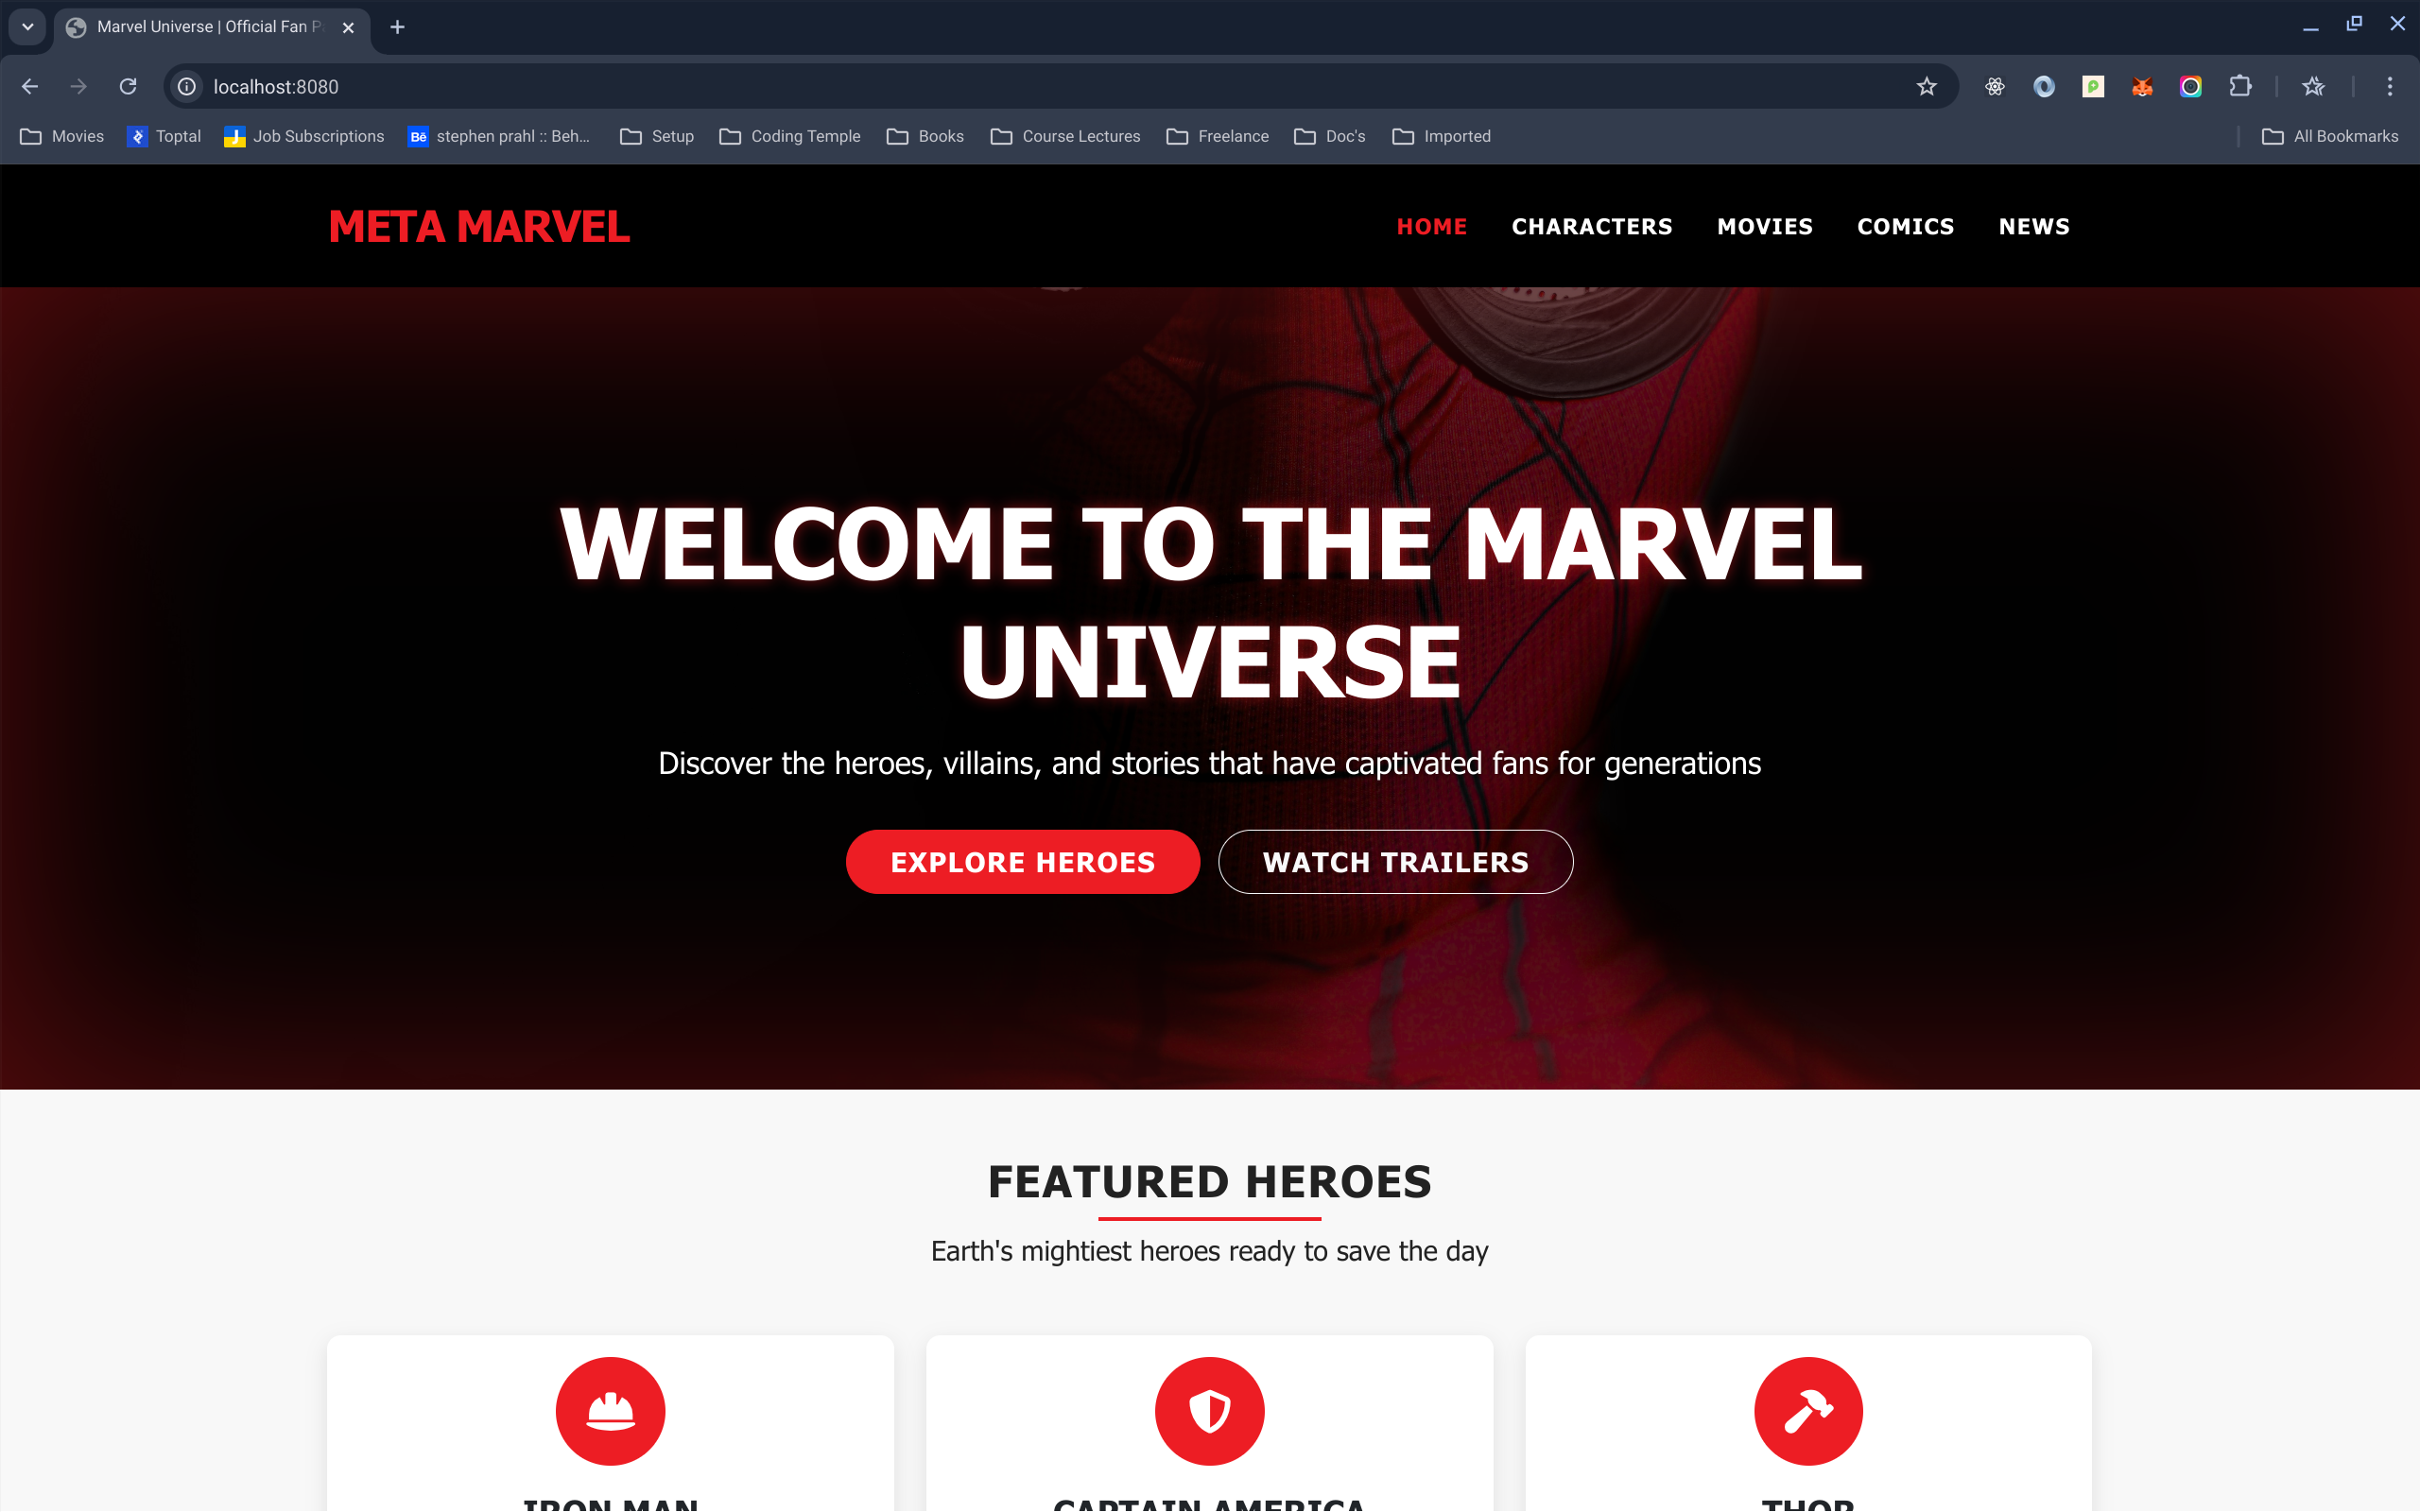 Marvel Universe | Official Fan
localhost:8080
Movies Toptal Job Subscriptions stephen prahl :: Beh... Setup Coding Temple Books Course Lectures Freelance Doc's Imported All Bookmarks
META MARVEL
HOME CHARACTERS MOVIES COMICS NEWS
WELCOME TO THE MARVEL
UNIVERSE
Discover the heroes, villains, and stories that have captivated fans for generations
EXPLORE HEROES WATCH TRAILERS
FEATURED HEROES
Earth's mightiest heroes ready to save the day
IRON MAN CAPTAIN AMERICA THOR